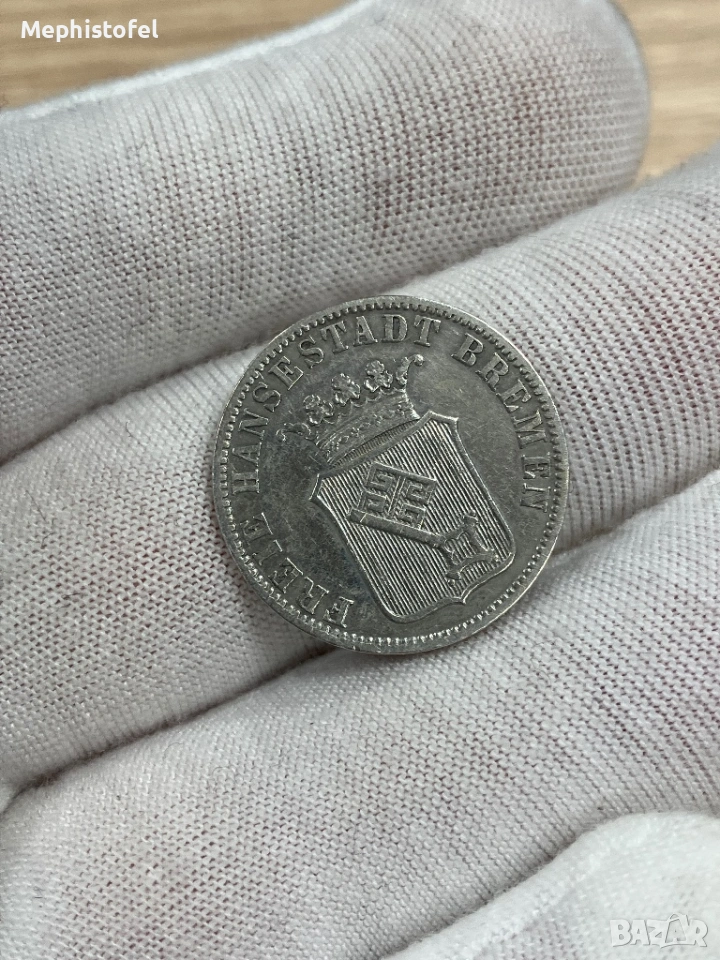 Mephistofel
FREIE HANSESTADT BREMEN
BAZAR